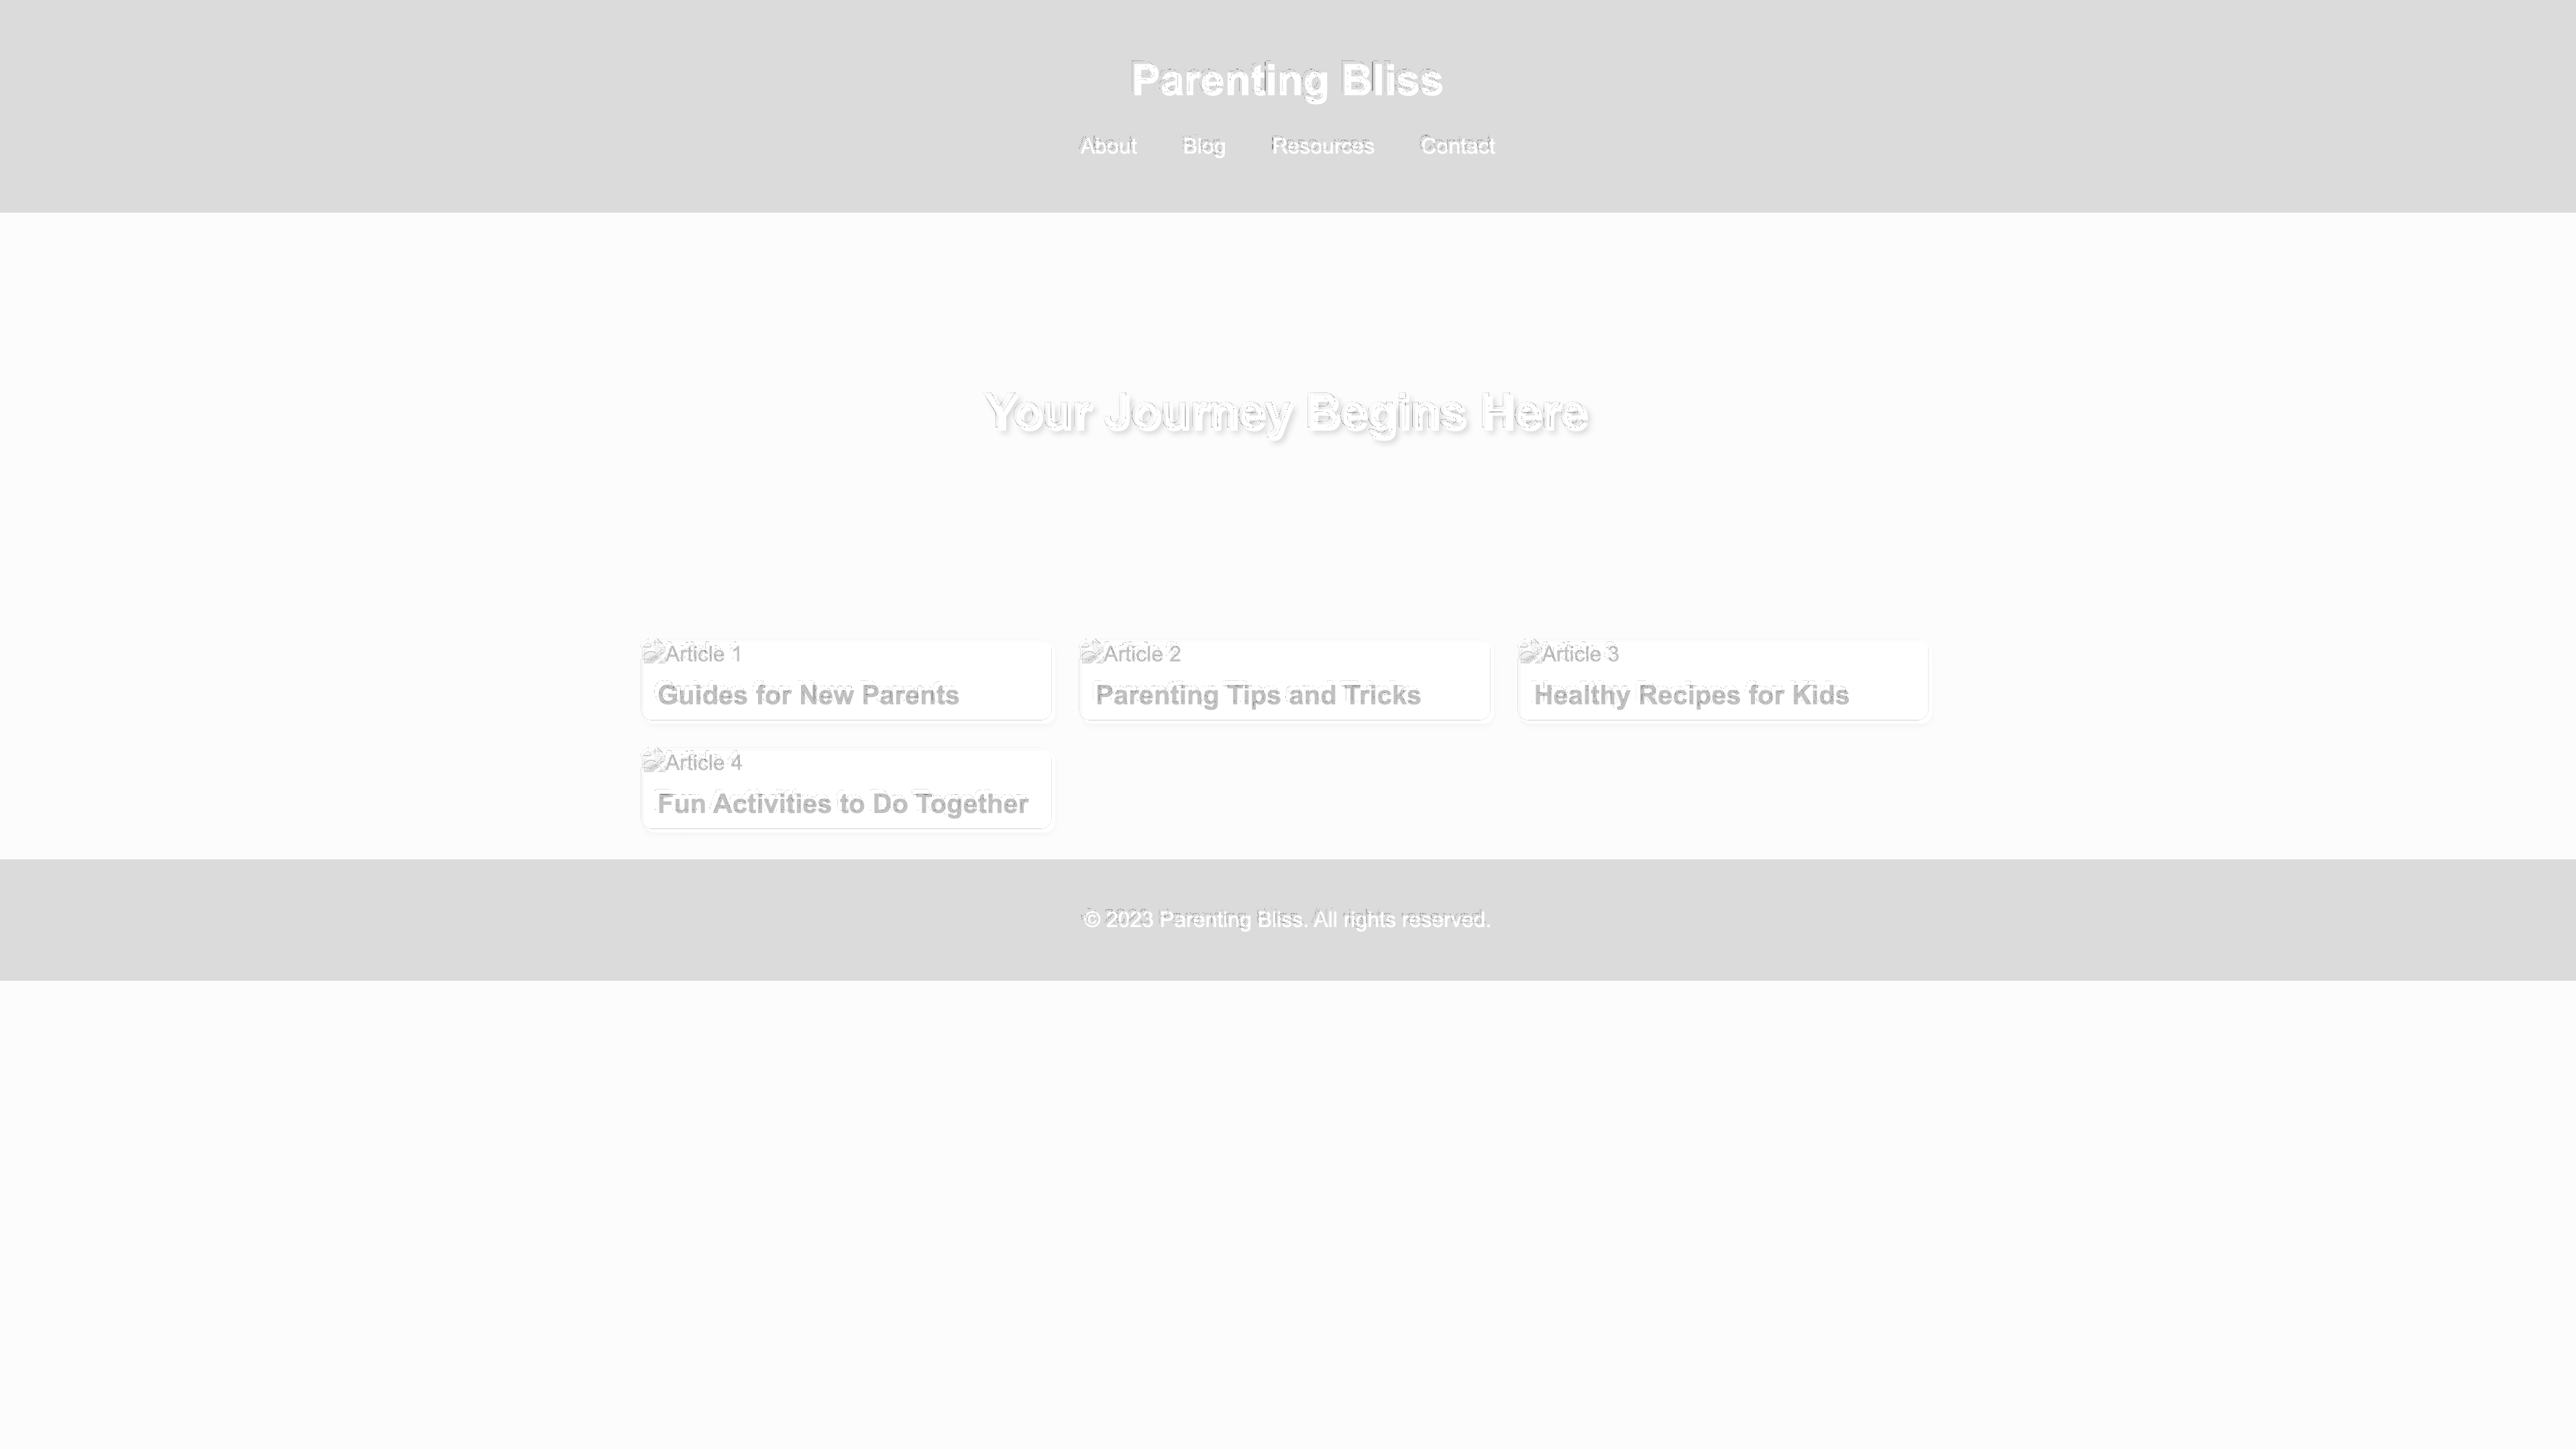 Parenting Bliss
About Blog Resources Contact
Your Journey Begins Here
Article 1 Article 2 Article 3
Guides for New Parents Parenting Tips and Tricks Healthy Recipes for Kids
Article 4
Fun Activities to Do Together
© 2023 Parenting Bliss. All rights reserved.